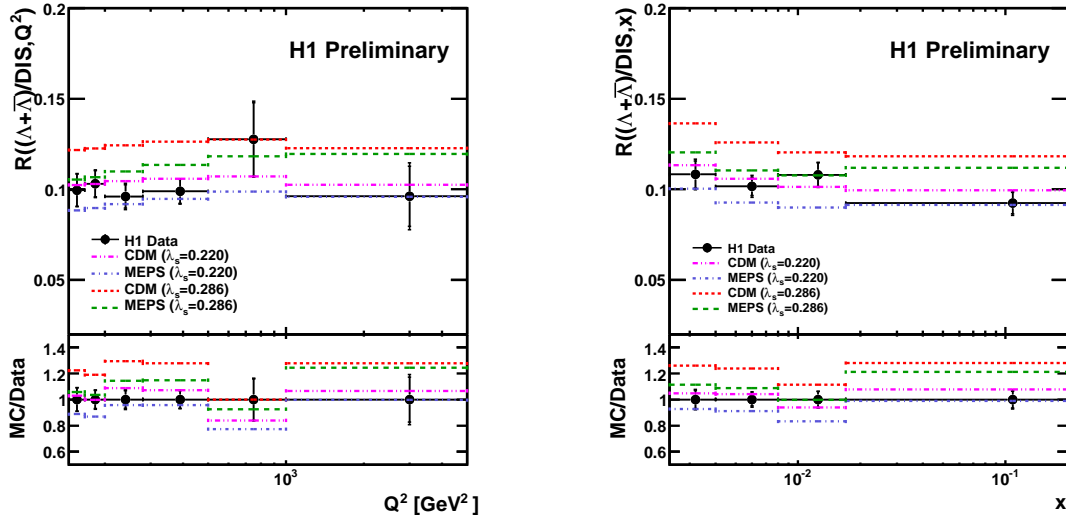 R((Λ+Λ̅)/DIS,Q²)
0.2
0.15
0.1
0.05
H1 Preliminary
H1 Data
CDM (λs=0.220)
MEPS (λs=0.220)
CDM (λs=0.286)
MEPS (λs=0.286)
MC/Data
1.4
1.2
1
0.8
0.6
10³
Q² [GeV²]
R((Λ+Λ̅)/DIS,x)
0.2
0.15
0.1
0.05
H1 Preliminary
H1 Data
CDM (λs=0.220)
MEPS (λs=0.220)
CDM (λs=0.286)
MEPS (λs=0.286)
MC/Data
1.4
1.2
1
0.8
0.6
10⁻² 10⁻¹
x